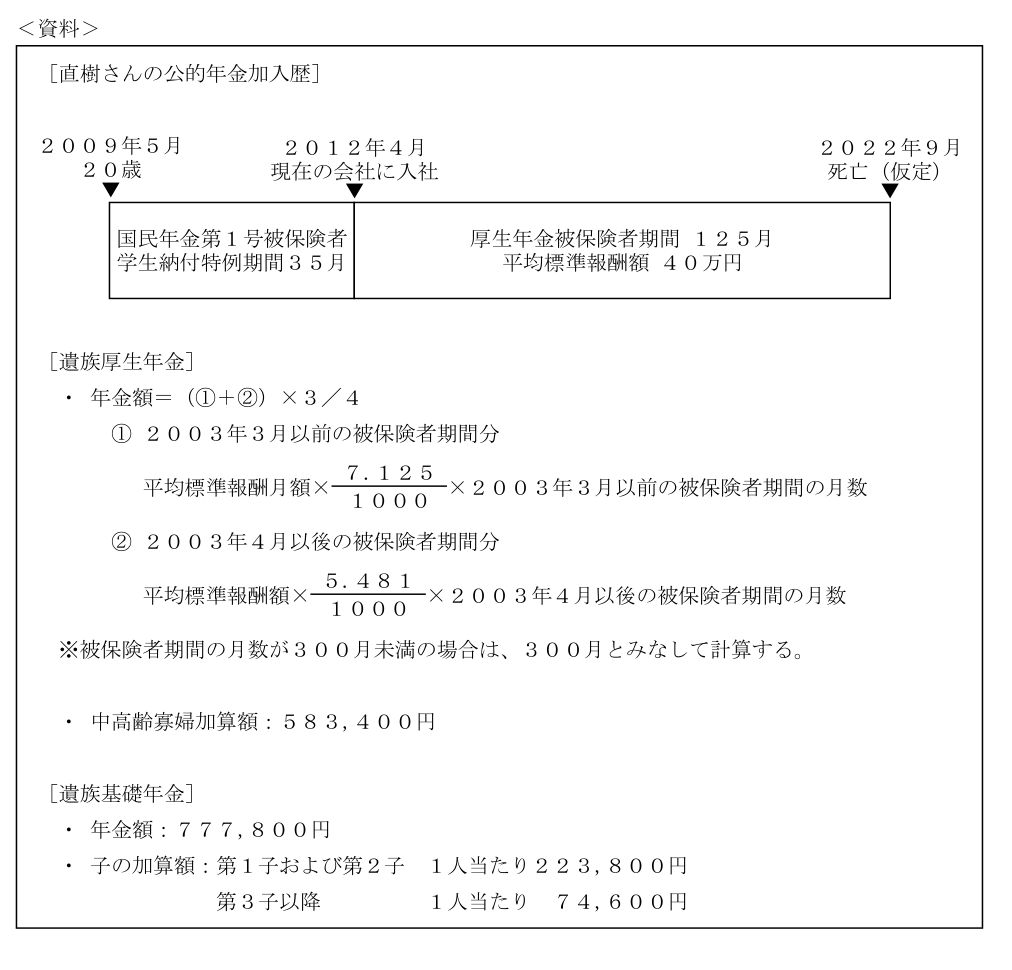 ＜資料＞
［直樹さんの公的年金加入歴］
２００９年５月
２０歳
２０１２年４月
現在の会社に入社
２０２２年９月
死亡（仮定）
国民年金第１号被保険者
学生納付特例期間３５月
厚生年金被保険者期間 １２５月
平均標準報酬額 ４０万円
［遺族厚生年金］
・ 年金額＝（①＋②）×３／４
① ２００３年３月以前の被保険者期間分
平均標準報酬月額×７.１２５/１０００×２００３年３月以前の被保険者期間の月数
② ２００３年４月以後の被保険者期間分
平均標準報酬額×５.４８１/１０００×２００３年４月以後の被保険者期間の月数
※被保険者期間の月数が３００月未満の場合は、３００月とみなして計算する。
・ 中高齢寡婦加算額：５８３,４００円
［遺族基礎年金］
・ 年金額：７７７,８００円
・ 子の加算額：第１子および第２子 １人当たり２２３,８００円
第３子以降 １人当たり ７４,６００円